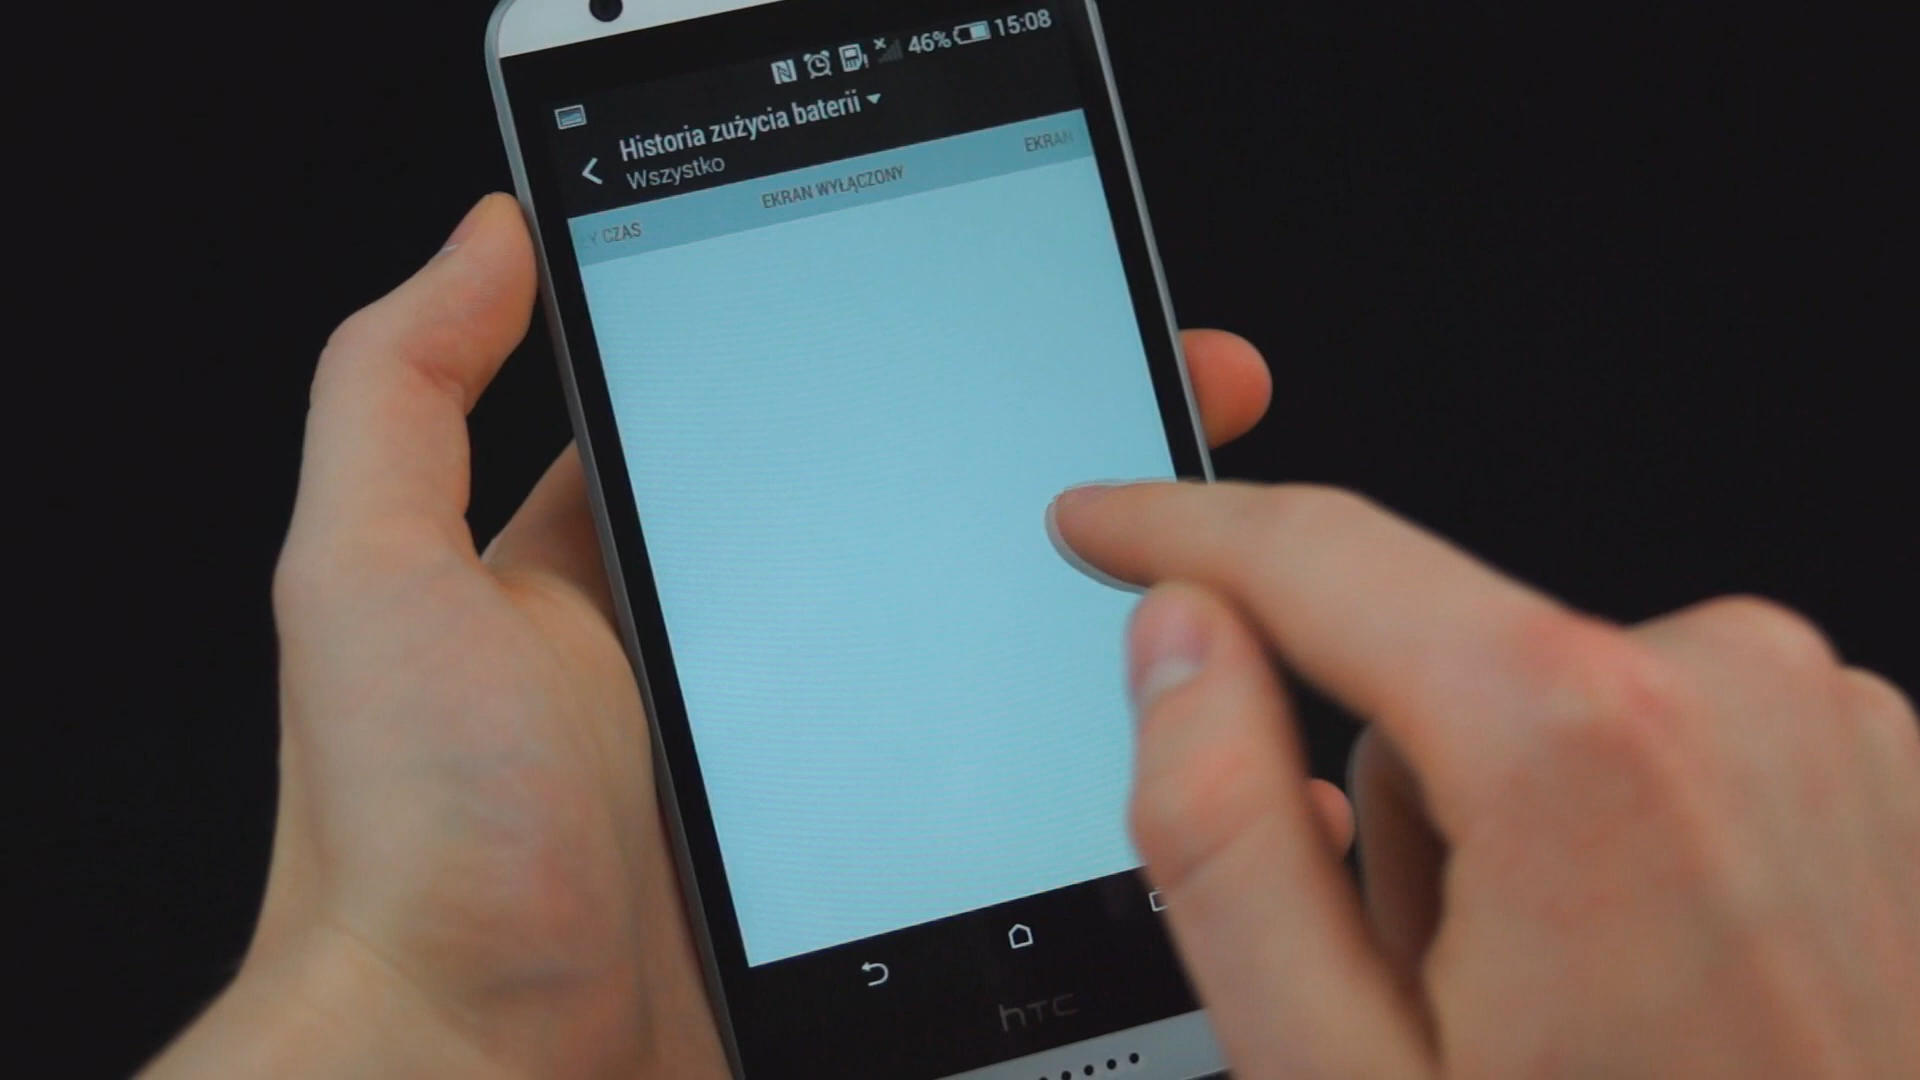 46% 15:08
Historia zużycia baterii
Wszystko
Y CZAS EKRAN WYŁĄCZONY EKRAN
hTC